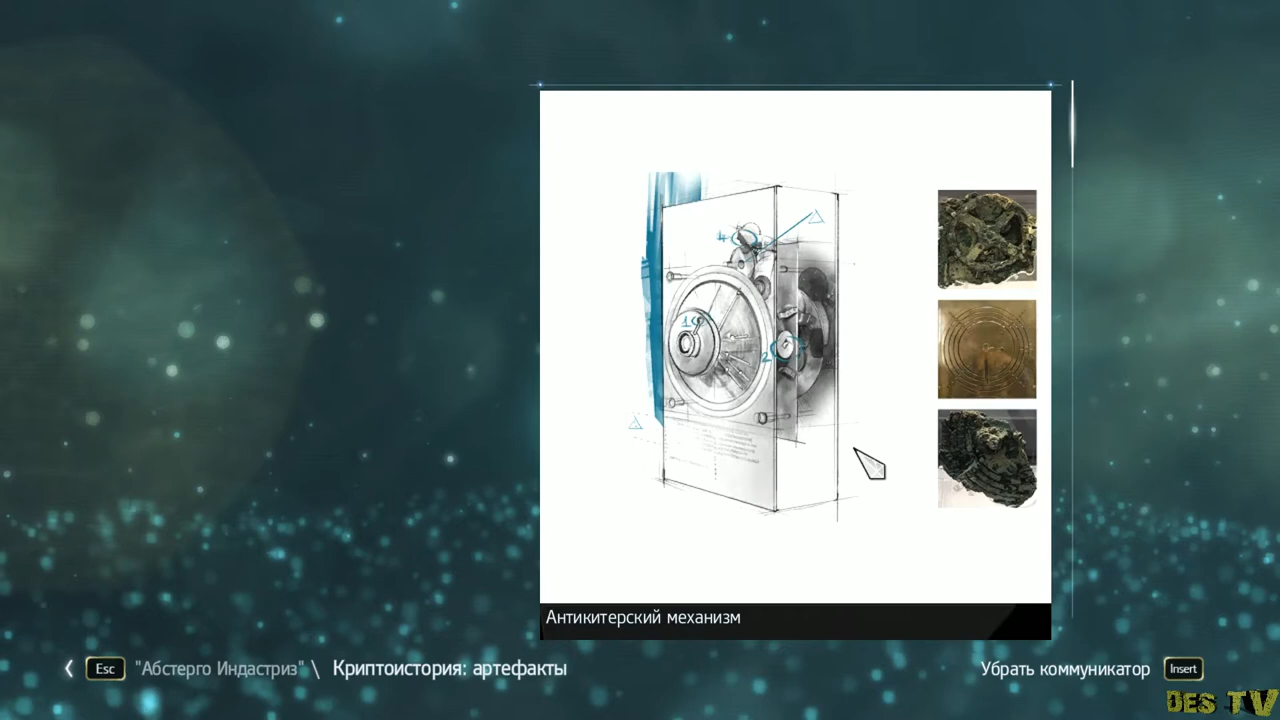 Антикитерский механизм
Esc "Абстерго Индастриз" \ Криптоистория: артефакты
Убрать коммуникатор Insert
DES TV